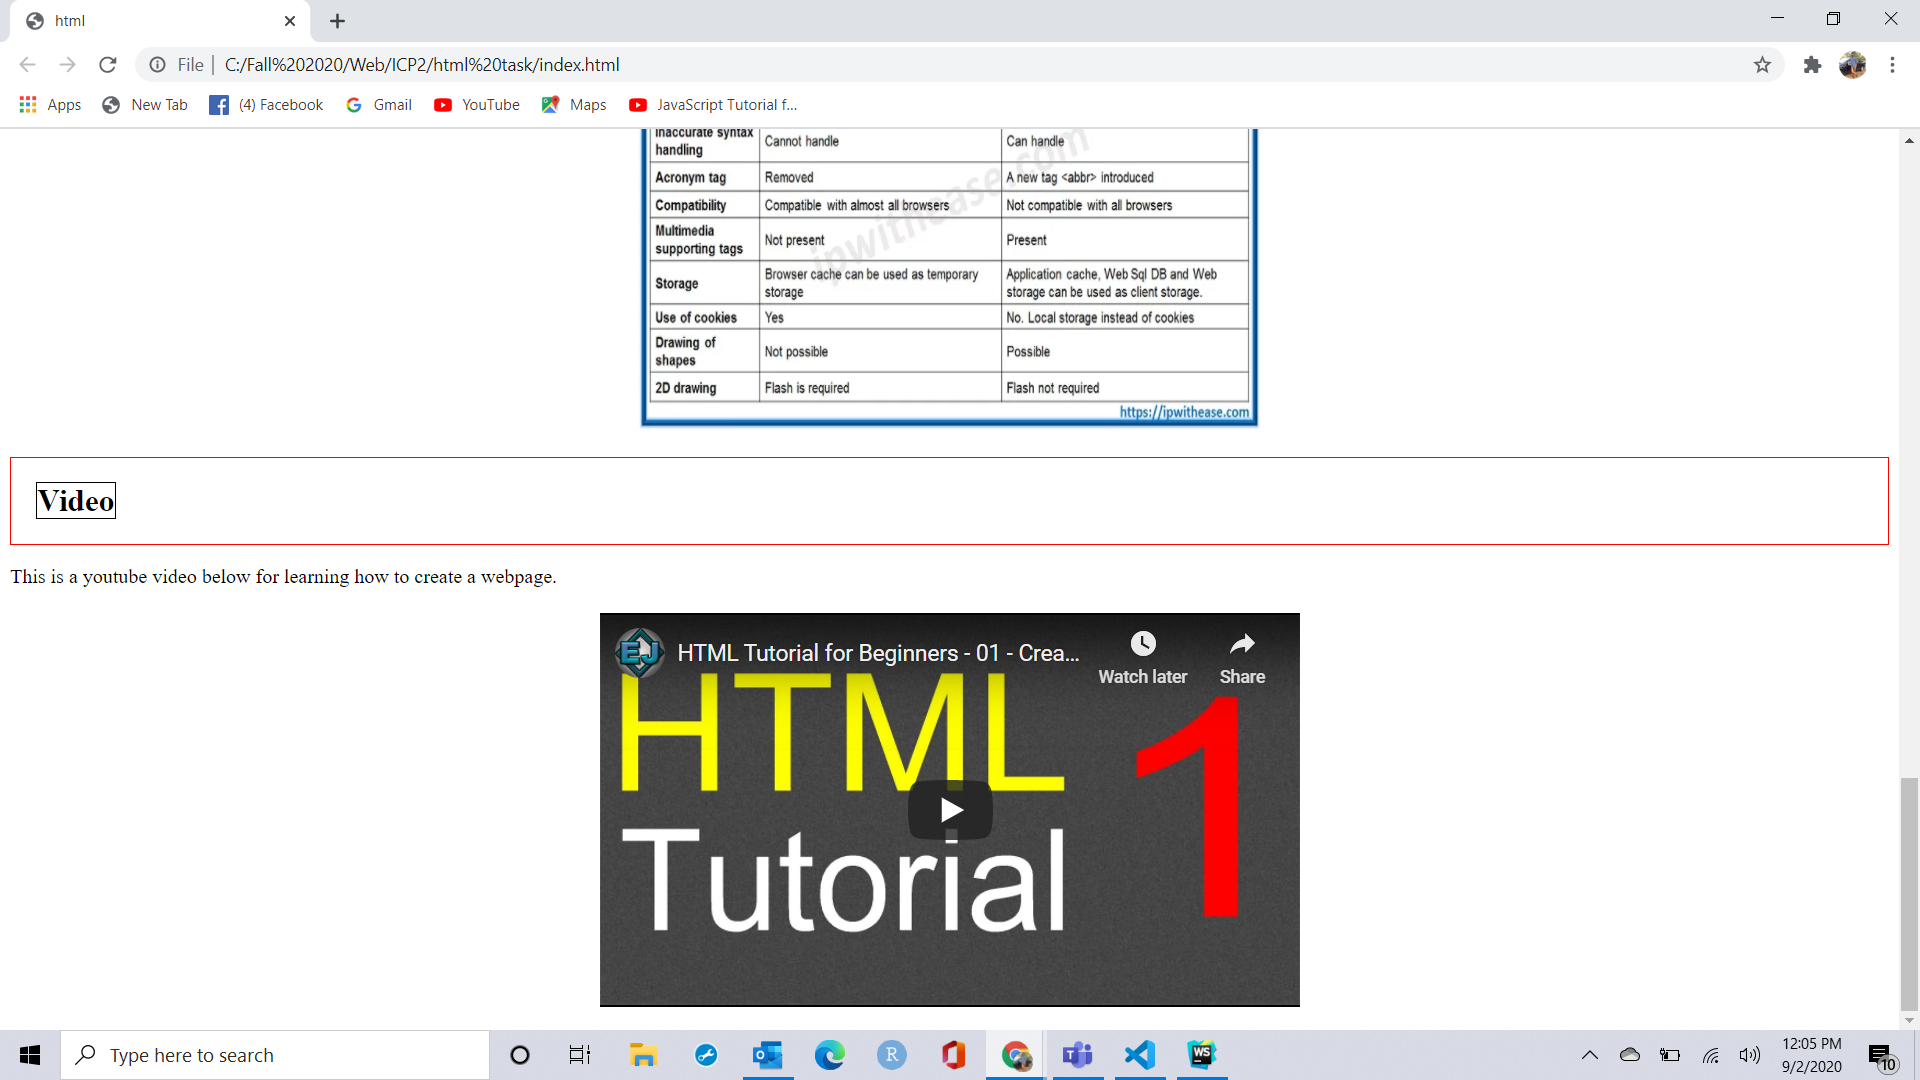 html
File
C:/Fall%202020/Web/ICP2/html%20task/index.html
Apps
New Tab
(4) Facebook
Gmail
YouTube
Maps
JavaScript Tutorial f...
Inaccurate syntax handling Cannot handle Can handle
Acronym tag Removed A new tag <abbr> introduced
Compatibility Compatible with almost all browsers Not compatible with all browsers
Multimedia supporting tags Not present Present
Storage Browser cache can be used as temporary storage Application cache, Web Sql DB and Web storage can be used as client storage.
Use of cookies Yes No. Local storage instead of cookies
Drawing of shapes Not possible Possible
2D drawing Flash is required Flash not required
ipwithease.com
https://ipwithease.com
Video
This is a youtube video below for learning how to create a webpage.
EJ
HTML Tutorial for Beginners - 01 - Crea...
Watch later
Share
HTML
1
Tutorial
Type here to search
R
WS
12:05 PM
9/2/2020
10